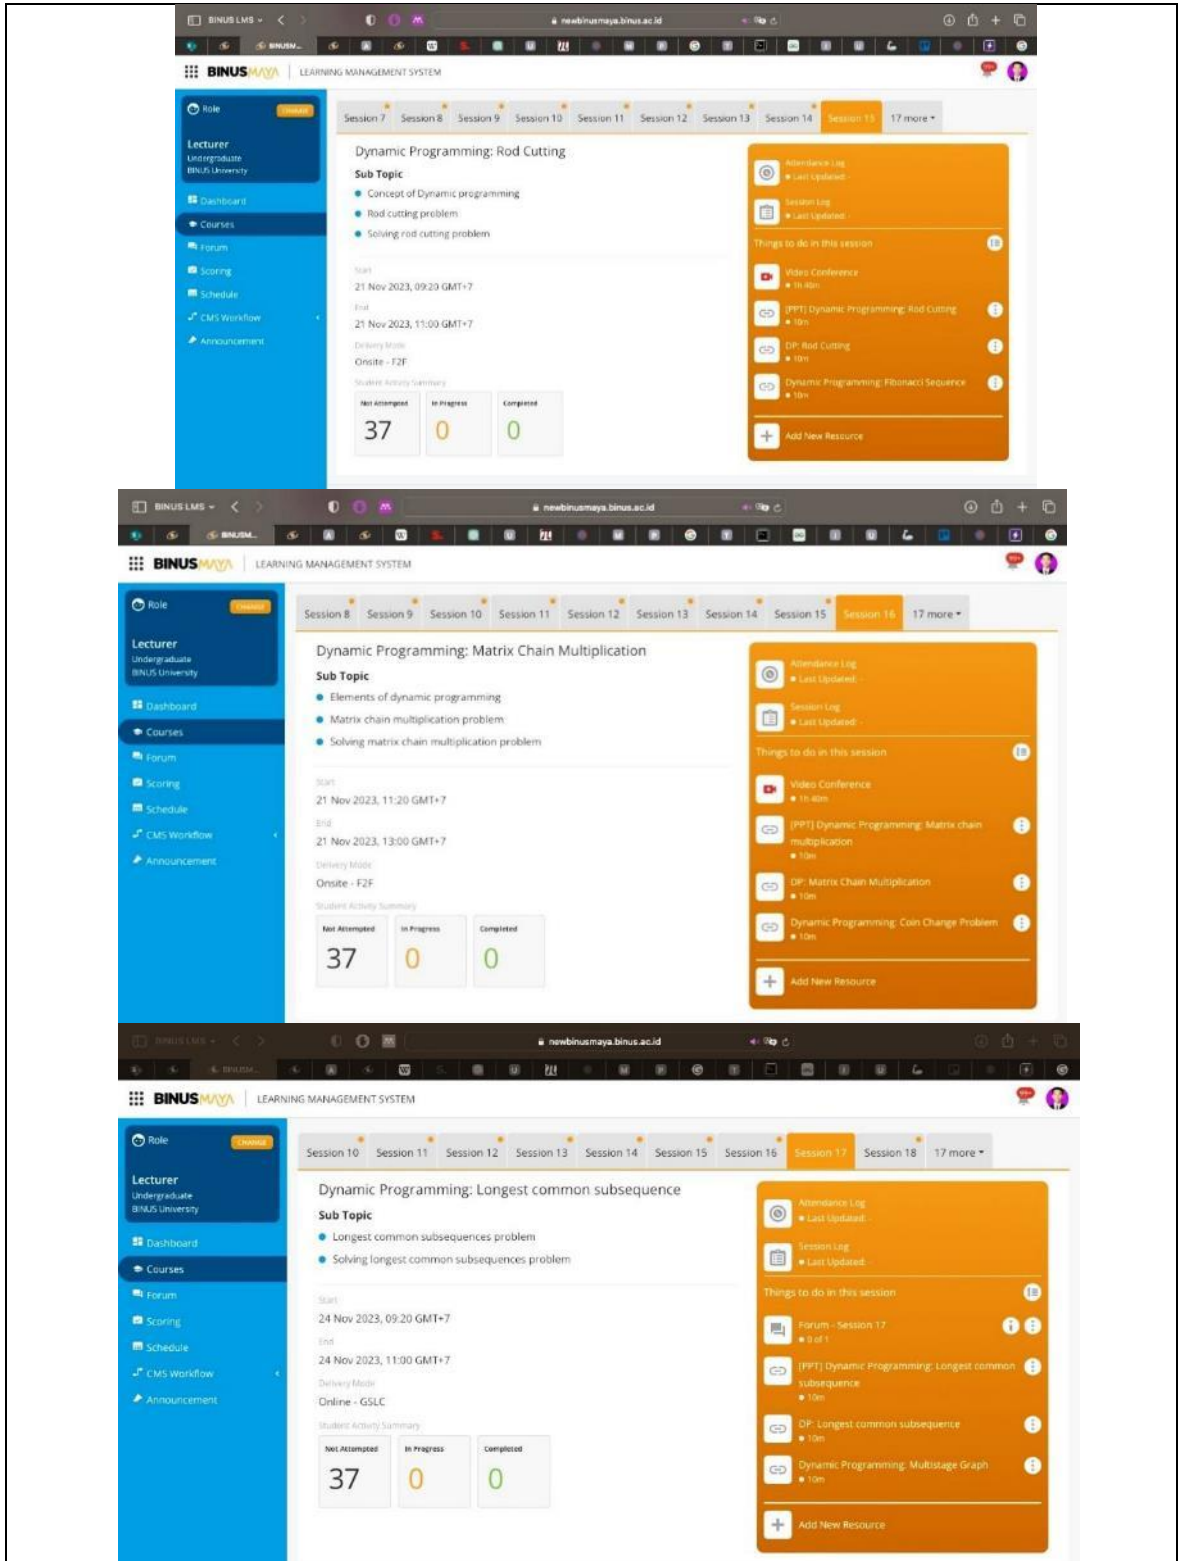 BINUS LMS
newbinusmaya.binus.ac.id
BINUSM...
BINUSMAYA LEARNING MANAGEMENT SYSTEM
Role CHANGE
Lecturer
Undergraduate
BINUS University
Dashboard
Courses
Forum
Scoring
Schedule
CMS Workflow
Announcement
Session 7 Session 8 Session 9 Session 10 Session 11 Session 12 Session 13 Session 14 Session 15 17 more
Dynamic Programming: Rod Cutting
Sub Topic
Concept of Dynamic programming
Rod cutting problem
Solving rod cutting problem
Start
21 Nov 2023, 09:20 GMT+7
End
21 Nov 2023, 11:00 GMT+7
Delivery Mode
Onsite - F2F
Student Activity Summary
Not Attempted In Progress Completed
37 0 0
Attendance Log
Last Updated: -
Session Log
Last Updated: -
Things to do in this session
Video Conference
1h 40m
[PPT] Dynamic Programming: Rod Cutting
10m
DP: Rod Cutting
10m
Dynamic Programming: Fibonacci Sequence
10m
Add New Resource
BINUS LMS
newbinusmaya.binus.ac.id
BINUSM...
BINUSMAYA LEARNING MANAGEMENT SYSTEM
Role CHANGE
Lecturer
Undergraduate
BINUS University
Dashboard
Courses
Forum
Scoring
Schedule
CMS Workflow
Announcement
Session 8 Session 9 Session 10 Session 11 Session 12 Session 13 Session 14 Session 15 Session 16 17 more
Dynamic Programming: Matrix Chain Multiplication
Sub Topic
Elements of dynamic programming
Matrix chain multiplication problem
Solving matrix chain multiplication problem
Start
21 Nov 2023, 11:20 GMT+7
End
21 Nov 2023, 13:00 GMT+7
Delivery Mode
Onsite - F2F
Student Activity Summary
Not Attempted In Progress Completed
37 0 0
Attendance Log
Last Updated: -
Session Log
Last Updated: -
Things to do in this session
Video Conference
1h 40m
[PPT] Dynamic Programming: Matrix chain
multiplication
10m
DP: Matrix Chain Multiplication
10m
Dynamic Programming: Coin Change Problem
10m
Add New Resource
BINUS LMS
newbinusmaya.binus.ac.id
BINUSM...
BINUSMAYA LEARNING MANAGEMENT SYSTEM
Role CHANGE
Lecturer
Undergraduate
BINUS University
Dashboard
Courses
Forum
Scoring
Schedule
CMS Workflow
Announcement
Session 10 Session 11 Session 12 Session 13 Session 14 Session 15 Session 16 Session 17 Session 18 17 more
Dynamic Programming: Longest common subsequence
Sub Topic
Longest common subsequences problem
Solving longest common subsequences problem
Start
24 Nov 2023, 09:20 GMT+7
End
24 Nov 2023, 11:00 GMT+7
Delivery Mode
Online - GSLC
Student Activity Summary
Not Attempted In Progress Completed
37 0 0
Attendance Log
Last Updated: -
Session Log
Last Updated: -
Things to do in this session
Forum - Session 17
0 of 1
[PPT] Dynamic Programming: Longest common
subsequence
10m
DP: Longest common subsequence
10m
Dynamic Programming: Multistage Graph
10m
Add New Resource